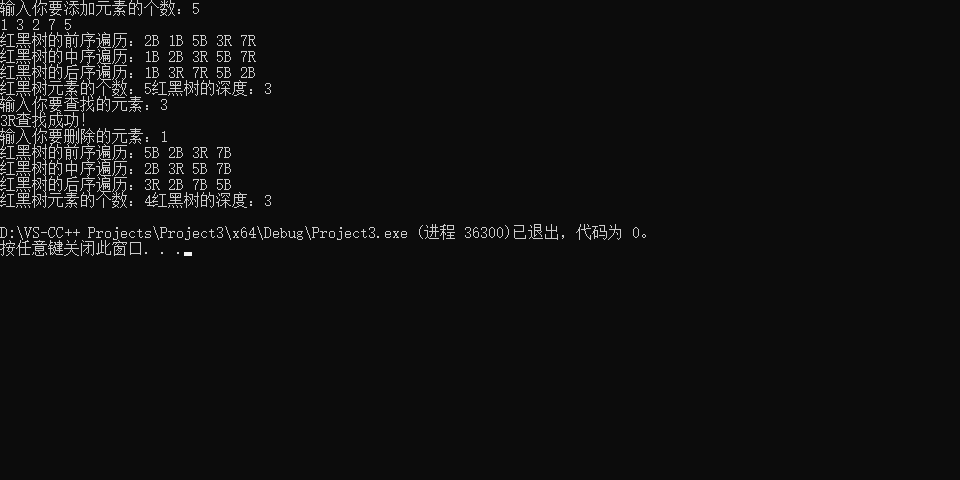 输入你要添加元素的个数：5
1 3 2 7 5
红黑树的前序遍历：2B 1B 5B 3R 7R
红黑树的中序遍历：1B 2B 3R 5B 7R
红黑树的后序遍历：1B 3R 7R 5B 2B
红黑树元素的个数：5红黑树的深度：3
输入你要查找的元素：3
3R查找成功!
输入你要删除的元素：1
红黑树的前序遍历：5B 2B 3R 7B
红黑树的中序遍历：2B 3R 5B 7B
红黑树的后序遍历：3R 2B 7B 5B
红黑树元素的个数：4红黑树的深度：3
D:\VS-CC++ Projects\Project3\x64\Debug\Project3.exe (进程 36300)已退出，代码为 0。
按任意键关闭此窗口. . .